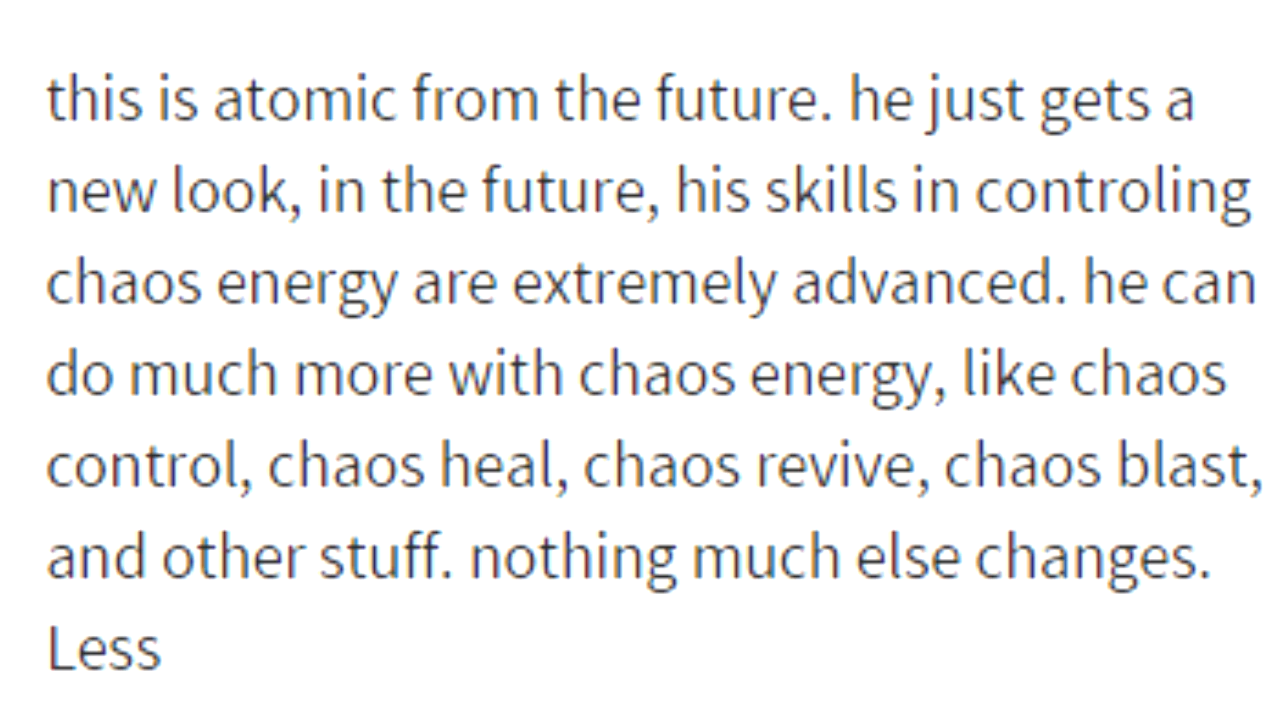 this is atomic from the future. he just gets a
new look, in the future, his skills in controling
chaos energy are extremely advanced. he can
do much more with chaos energy, like chaos
control, chaos heal, chaos revive, chaos blast,
and other stuff. nothing much else changes.
Less